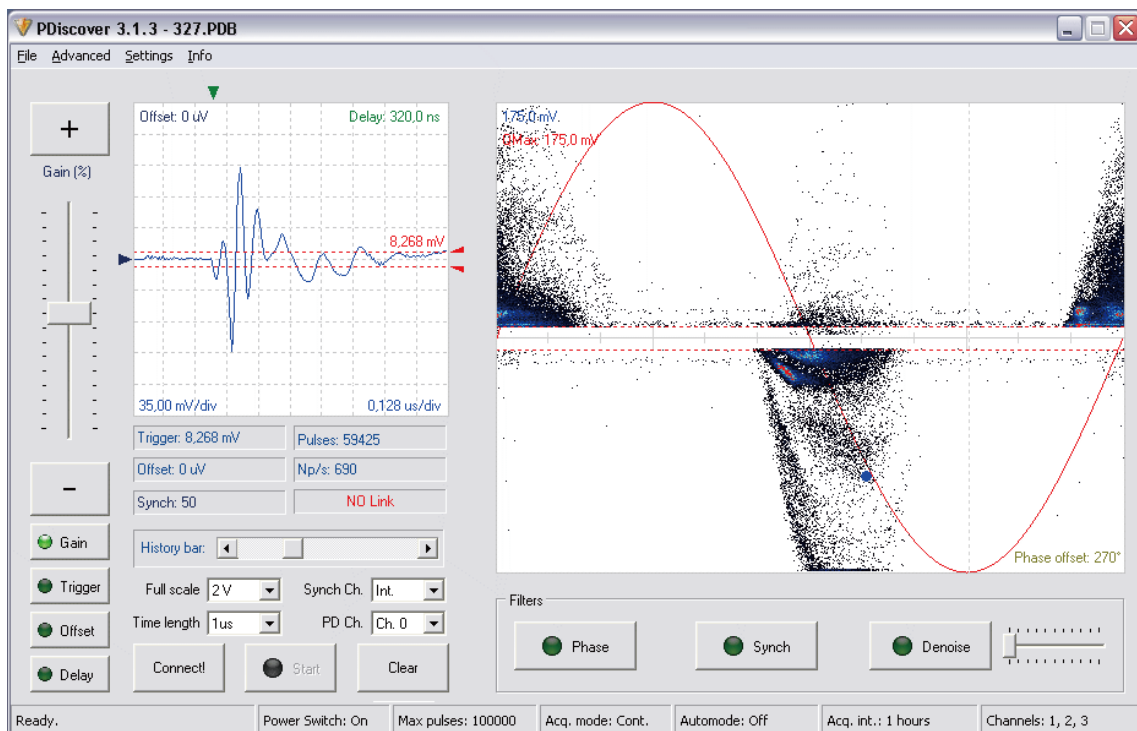 PDiscover 3.1.3 - 327.PDB
File Advanced Settings Info
+
Gain (%)
-
Gain
Trigger
Offset
Delay
Offset: 0 uV
Delay: 320,0 ns
8,268 mV
35,00 mV/div
0,128 us/div
Trigger: 8,268 mV
Pulses: 59425
Offset: 0 uV
Np/s: 690
Synch: 50
NO Link
History bar:
Full scale 2 V
Synch Ch. Int.
Time length 1us
PD Ch. Ch. 0
Connect!
Start
Clear
175,0 mV
QMax: 175,0 mV
Phase offset: 270°
Filters
Phase
Synch
Denoise
Ready.
Power Switch: On
Max pulses: 100000
Acq. mode: Cont.
Automode: Off
Acq. int.: 1 hours
Channels: 1, 2, 3